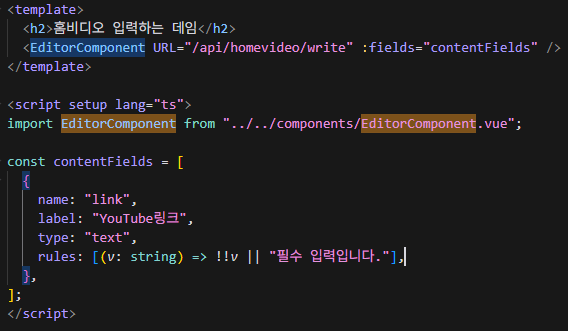 <template>
<h2>홈비디오 입력하는 데임</h2>
<EditorComponent URL="/api/homevideo/write" :fields="contentFields" />
</template>
<script setup lang="ts">
import EditorComponent from "../../components/EditorComponent.vue";
const contentFields = [
{
name: "link",
label: "YouTube링크",
type: "text",
rules: [(v: string) => !!v || "필수 입력입니다."],
},
];
</script>